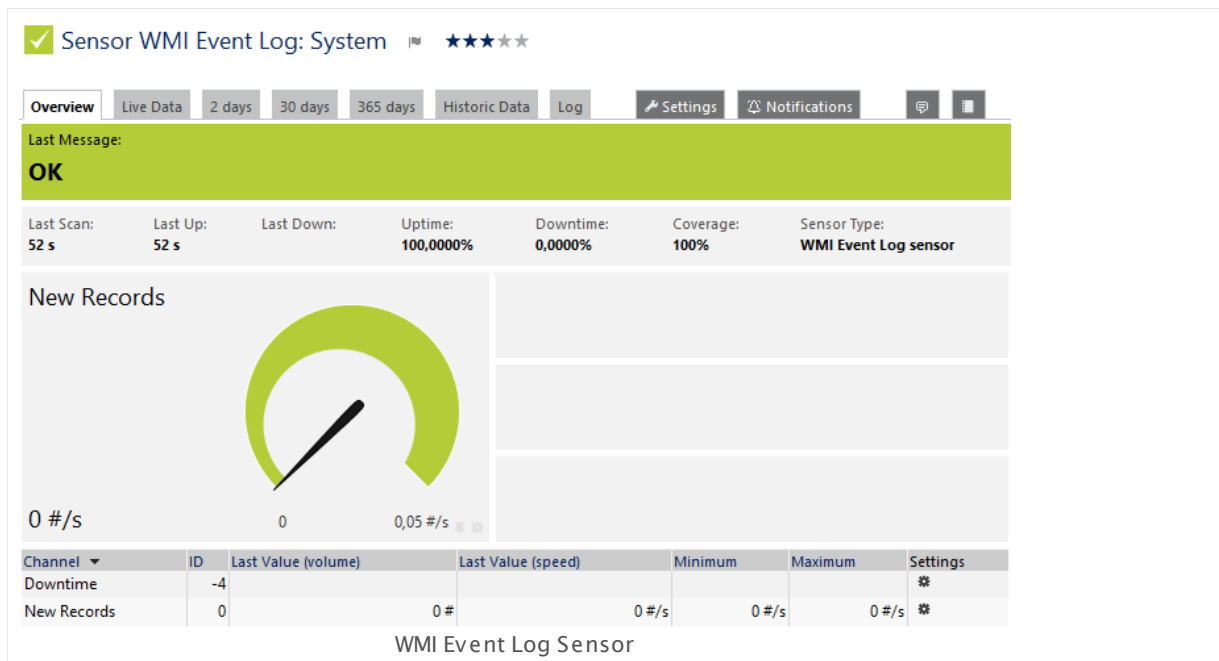 Sensor WMI Event Log: System
Overview Live Data 2 days 30 days 365 days Historic Data Log Settings Notifications
Last Message:
OK
Last Scan: Last Up: Last Down: Uptime: Downtime: Coverage: Sensor Type:
52 s 52 s 100,0000% 0,0000% 100% WMI Event Log sensor
New Records
0 #/s 0 0,05 #/s
Channel ID Last Value (volume) Last Value (speed) Minimum Maximum Settings
Downtime -4
New Records 0 0 # 0 #/s 0 #/s 0 #/s
WMI Event Log Sensor